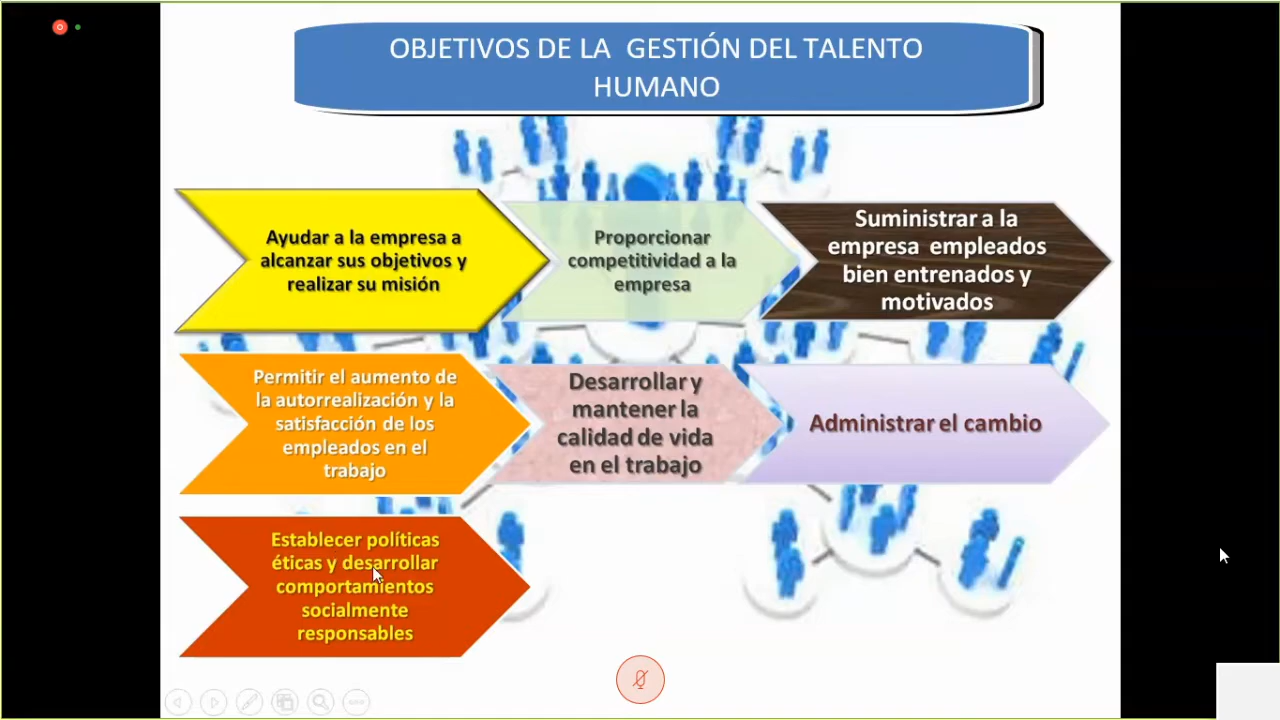 OBJETIVOS DE LA GESTIÓN DEL TALENTO
HUMANO
Ayudar a la empresa a
alcanzar sus objetivos y
realizar su misión
Proporcionar
competitividad a la
empresa
Suministrar a la
empresa empleados
bien entrenados y
motivados
Permitir el aumento de
la autorrealización y la
satisfacción de los
empleados en el
trabajo
Desarrollar y
mantener la
calidad de vida
en el trabajo
Administrar el cambio
Establecer políticas
éticas y desarrollar
comportamientos
socialmente
responsables